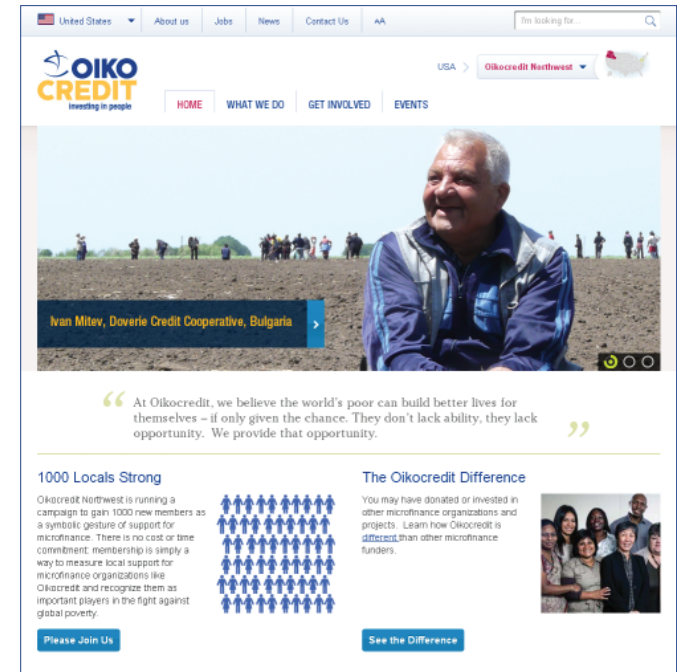 United States
About us
Jobs
News
Contact Us
AA
I'm looking for...
OIKO
CREDIT
investing in people
USA
Oikocredit Northwest
HOME
WHAT WE DO
GET INVOLVED
EVENTS
Ivan Mitev, Doverie Credit Cooperative, Bulgaria
“ At Oikocredit, we believe the world's poor can build better lives for
themselves – if only given the chance. They don't lack ability, they lack
opportunity. We provide that opportunity. ”
1000 Locals Strong
Oikocredit Northwest is running a
campaign to gain 1000 new members as
a symbolic gesture of support for
microfinance. There is no cost or time
commitment: membership is simply a
way to measure local support for
microfinance organizations like
Oikocredit and recognize them as
important players in the fight against
global poverty.
Please Join Us
The Oikocredit Difference
You may have donated or invested in
other microfinance organizations and
projects. Learn how Oikocredit is
different than other microfinance
funders.
See the Difference